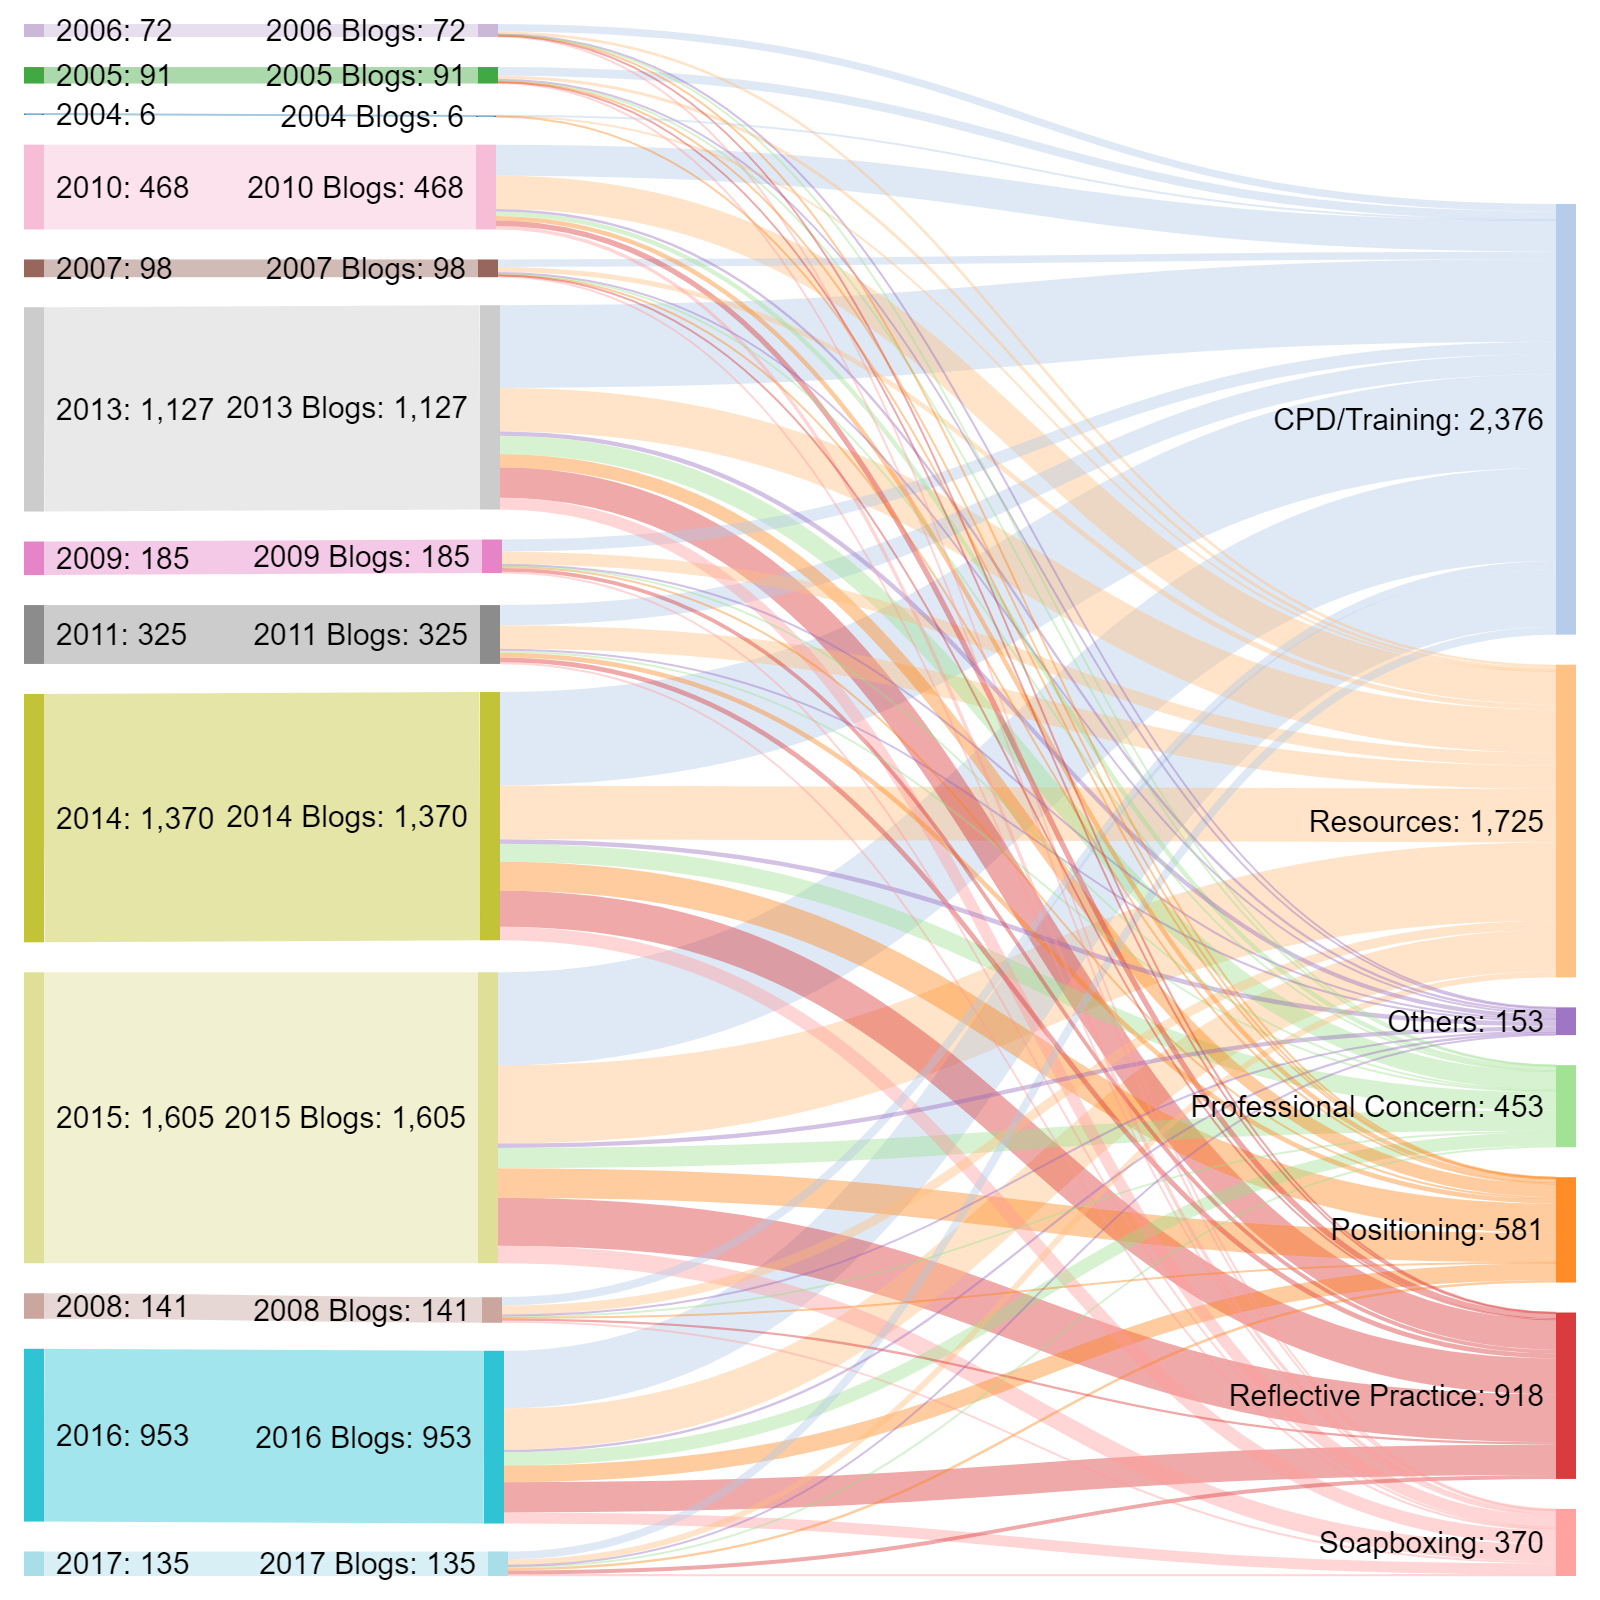 2006: 72
2006 Blogs: 72
2005: 91
2005 Blogs: 91
2004: 6
2004 Blogs: 6
2010: 468
2010 Blogs: 468
2007: 98
2007 Blogs: 98
2013: 1,127
2013 Blogs: 1,127
2009: 185
2009 Blogs: 185
2011: 325
2011 Blogs: 325
2014: 1,370
2014 Blogs: 1,370
2015: 1,605
2015 Blogs: 1,605
2008: 141
2008 Blogs: 141
2016: 953
2016 Blogs: 953
2017: 135
2017 Blogs: 135
CPD/Training: 2,376
Resources: 1,725
Others: 153
Professional Concern: 453
Positioning: 581
Reflective Practice: 918
Soapboxing: 370